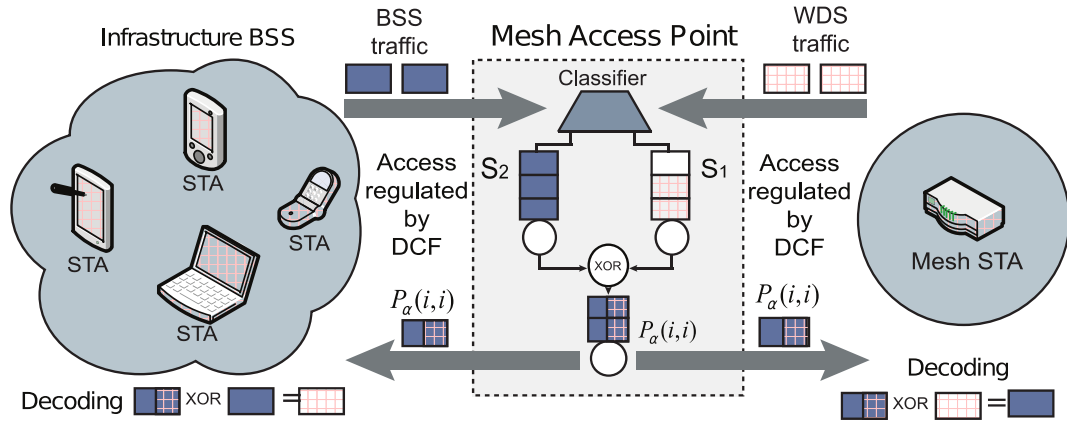 Infrastructure BSS
BSS
traffic
Mesh Access Point
WDS
traffic
Classifier
STA
STA
STA
STA
Access
regulated
by
DCF
S2
S1
Access
regulated
by
DCF
XOR
Mesh STA
Pα(i,i)
Pα(i,i)
Pα(i,i)
Decoding XOR =
Decoding
XOR =